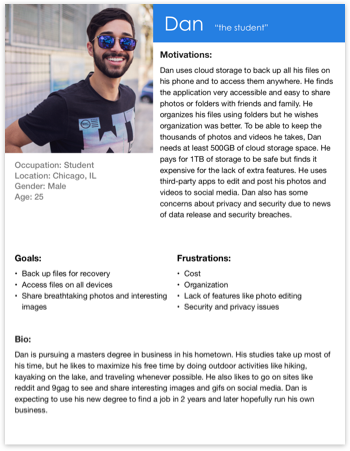 Dan "the student"
Motivations:
Dan uses cloud storage to back up all his files on
his phone and to access them anywhere. He finds
the application very accessible and easy to share
photos or folders with friends and family. He
organizes his files using folders but he wishes
organization was better. To be able to keep the
thousands of photos and videos he takes, Dan
needs at least 500GB of cloud storage space. He
pays for 1TB of storage to be safe but finds it
expensive for the lack of extra features. He uses
third-party apps to edit and post his photos and
videos to social media. Dan also has some
concerns about privacy and security due to news
of data release and security breaches.
Occupation: Student
Location: Chicago, IL
Gender: Male
Age: 25
Goals:
• Back up files for recovery
• Access files on all devices
• Share breathtaking photos and interesting
images
Frustrations:
• Cost
• Organization
• Lack of features like photo editing
• Security and privacy issues
Bio:
Dan is pursuing a masters degree in business in his hometown. His studies take up most of
his time, but he likes to maximize his free time by doing outdoor activities like hiking,
kayaking on the lake, and traveling whenever possible. He also likes to go on sites like
reddit and 9gag to see and share interesting images and gifs on social media. Dan is
expecting to use his new degree to find a job in 2 years and later hopefully run his own
business.